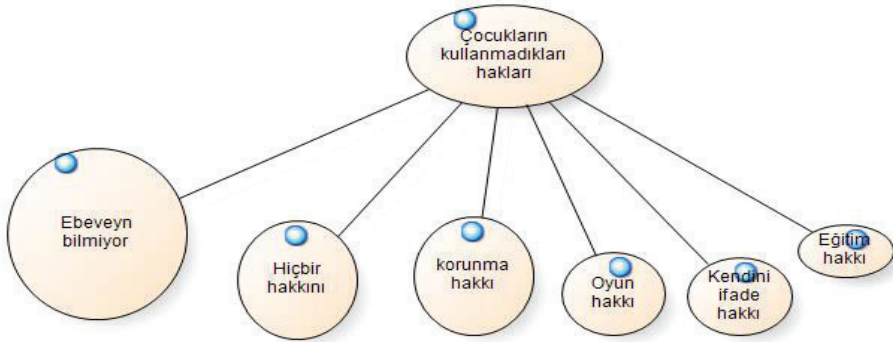 Çocukların
kullanmadıkları
hakları
Ebeveyn
bilmiyor
Hiçbir
hakkını
korunma
hakkı
Oyun
hakkı
Kendini
ifade
hakkı
Eğitim
hakkı